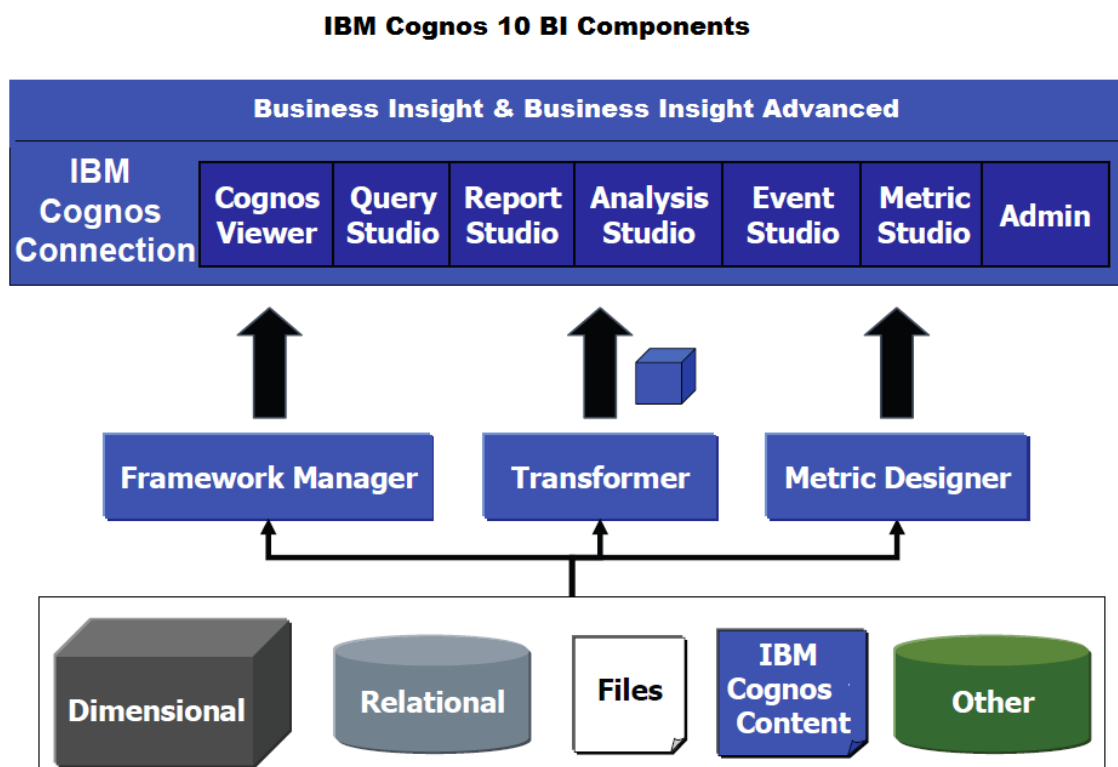 IBM Cognos 10 BI Components
Business Insight & Business Insight Advanced
IBM
Cognos
Connection
Cognos
Viewer
Query
Studio
Report
Studio
Analysis
Studio
Event
Studio
Metric
Studio
Admin
Framework Manager
Transformer
Metric Designer
Dimensional
Relational
Files
IBM
Cognos
Content
Other